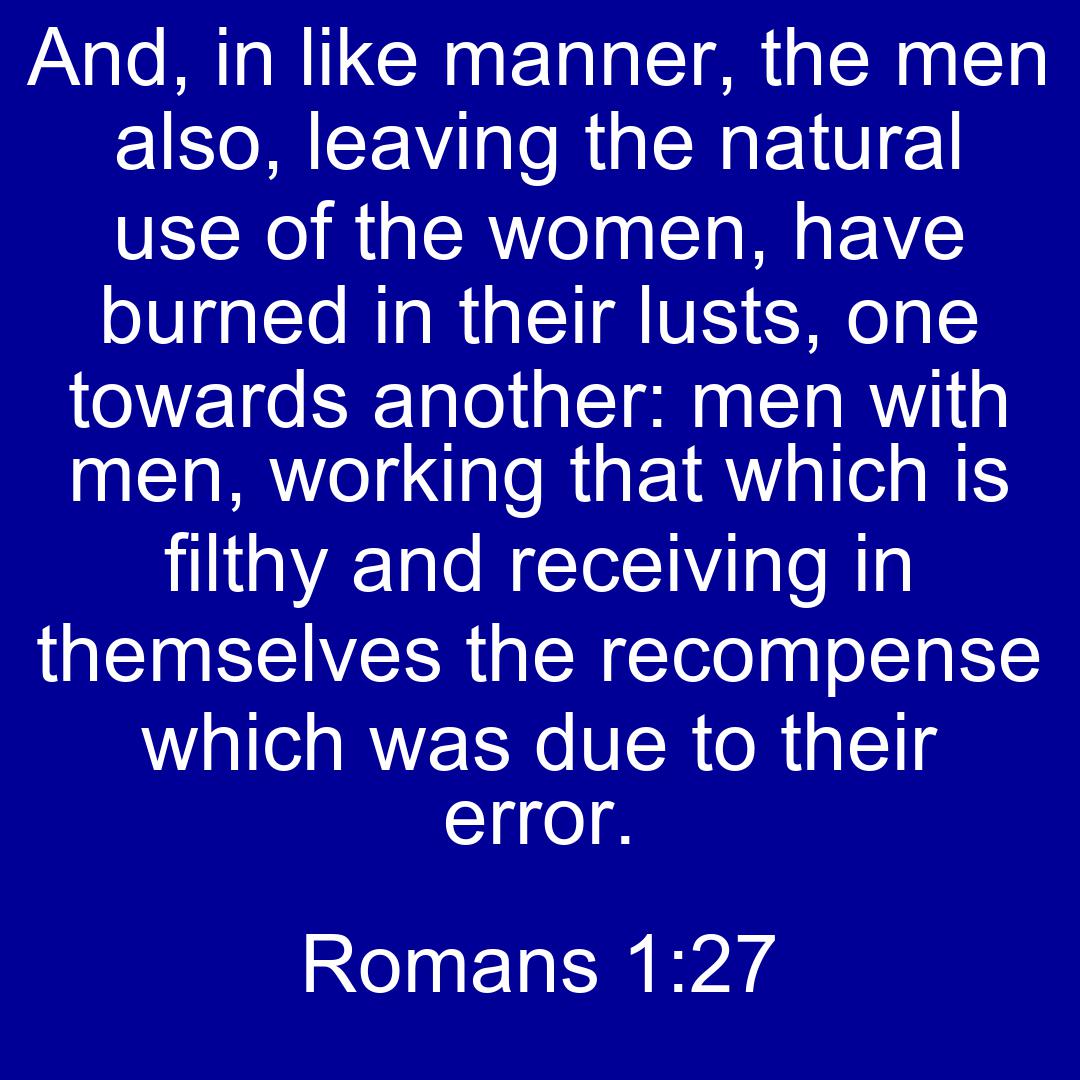 And, in like manner, the men
also, leaving the natural
use of the women, have
burned in their lusts, one
towards another: men with
men, working that which is
filthy and receiving in
themselves the recompense
which was due to their
error.
Romans 1:27